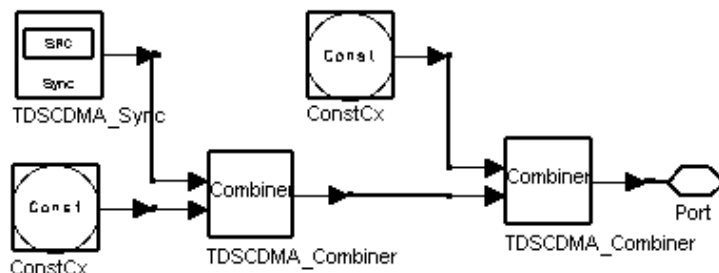 SRC
Sync
TDSCDMA_Sync
Const
ConstCx
Const
ConstCx
Combiner
TDSCDMA_Combiner
Combiner
TDSCDMA_Combiner
Port